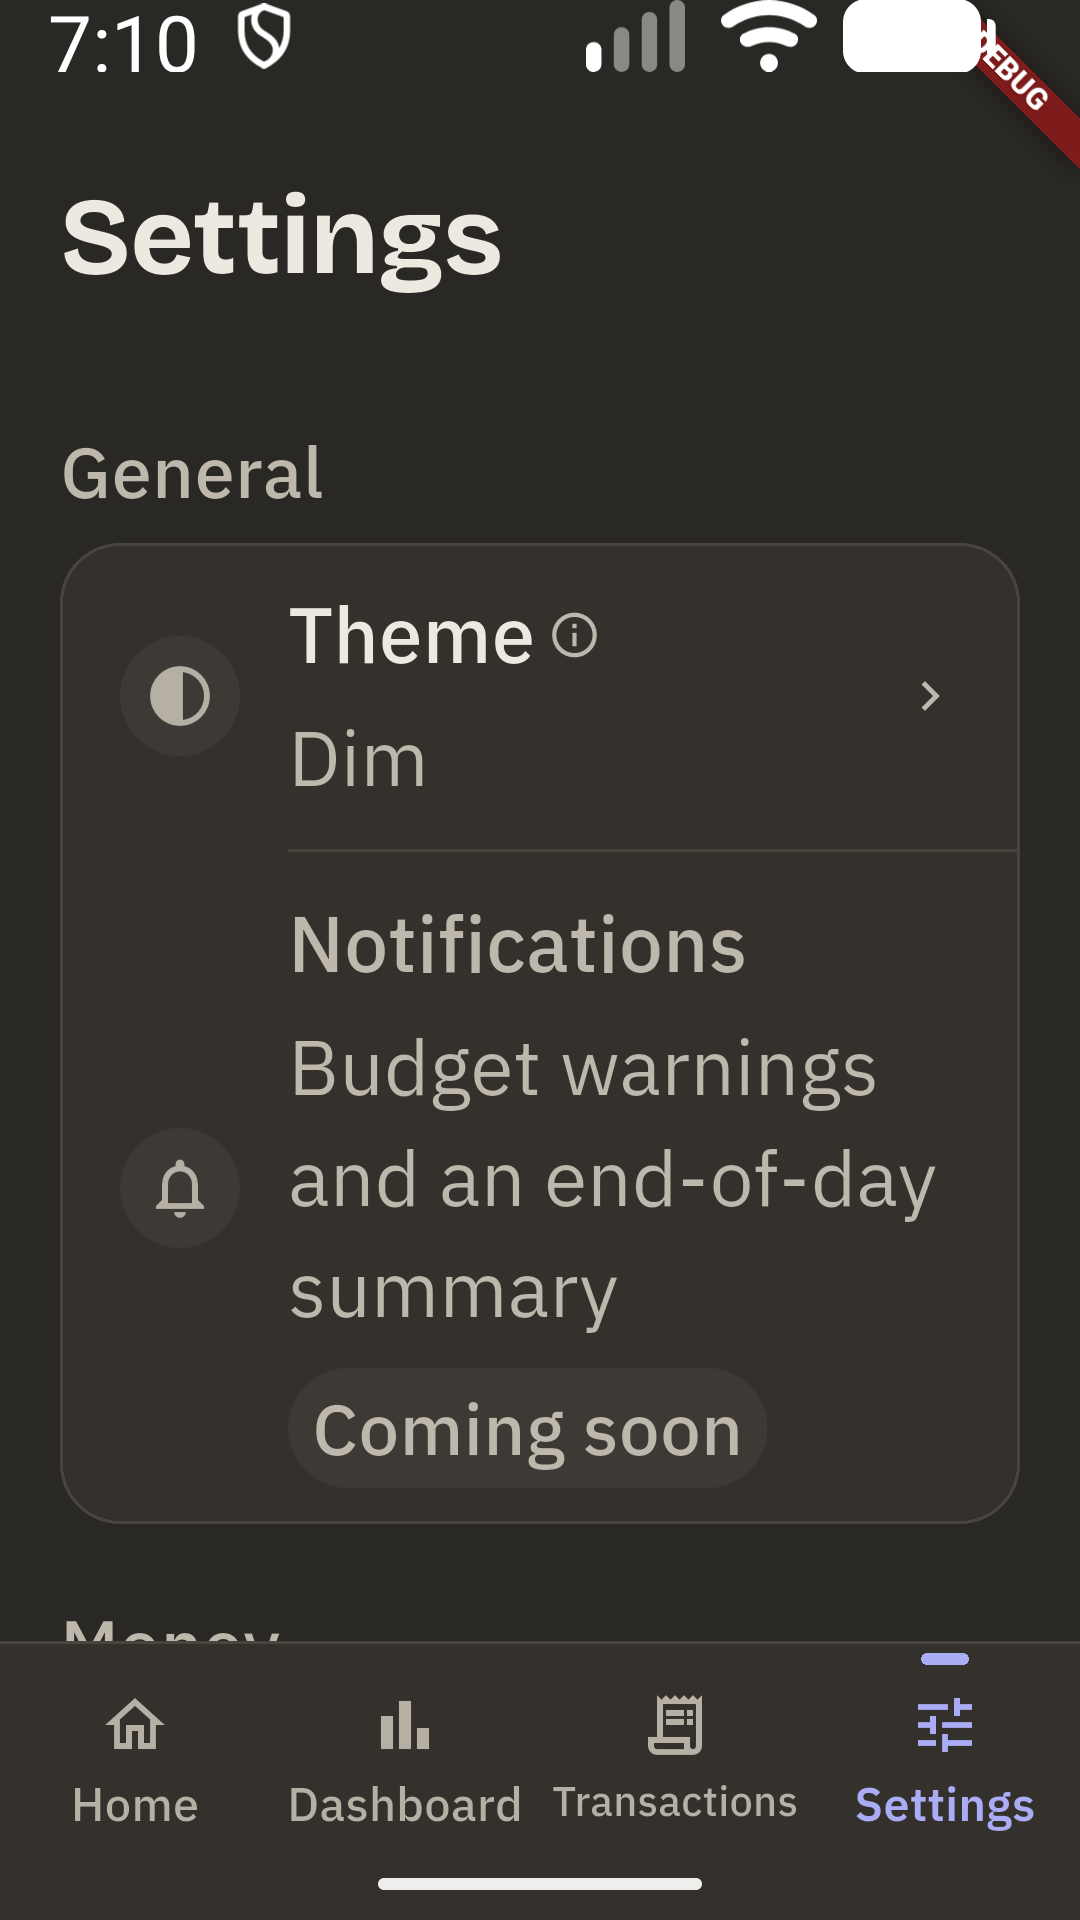 7:10
DEBUG
Settings
General
Theme
Dim
Notifications
Budget warnings
and an end-of-day
summary
Coming soon
Money
Home
Dashboard
Transactions
Settings